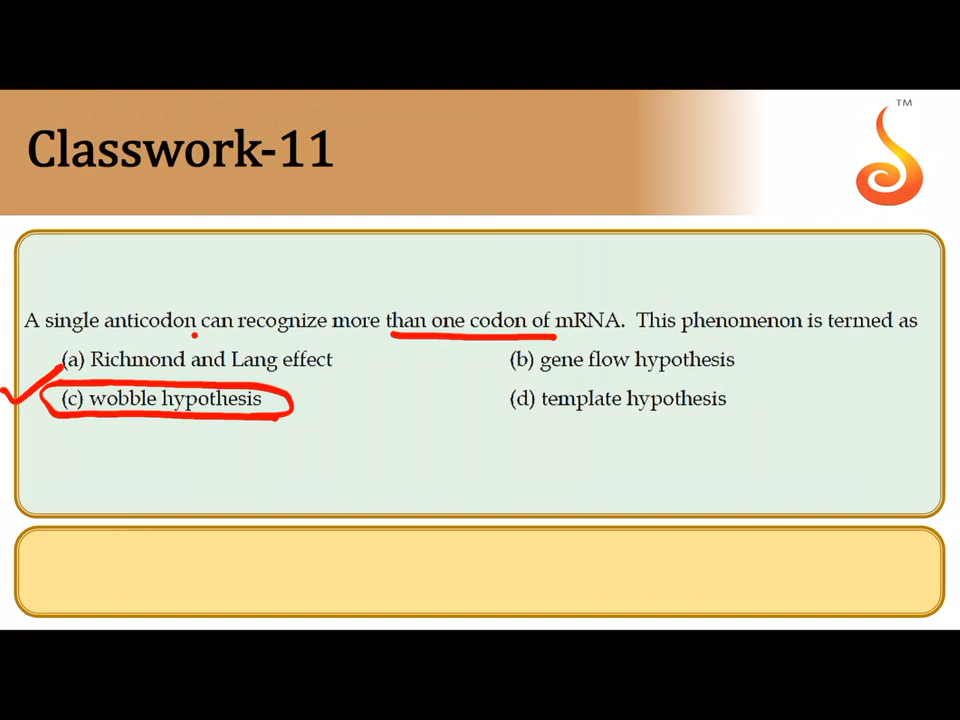 TM
Classwork-11
A single anticodon can recognize more than one codon of mRNA. This phenomenon is termed as
(a) Richmond and Lang effect (b) gene flow hypothesis
(c) wobble hypothesis (d) template hypothesis